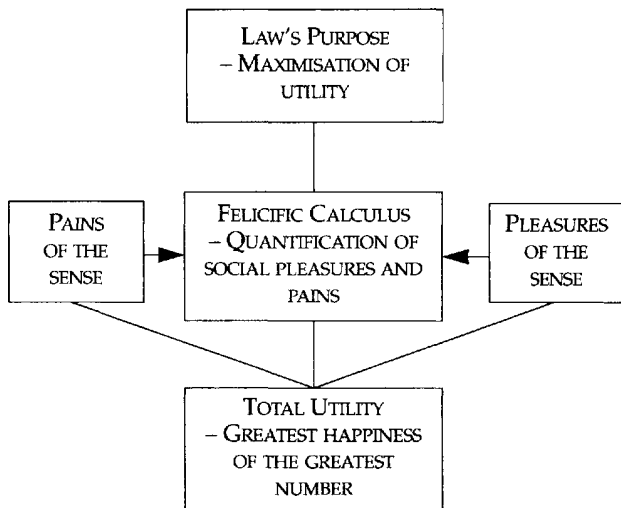 LAW'S PURPOSE
– MAXIMISATION OF
UTILITY
PAINS
OF THE
SENSE
FELICIFIC CALCULUS
– QUANTIFICATION OF
SOCIAL PLEASURES AND
PAINS
PLEASURES
OF THE
SENSE
TOTAL UTILITY
– GREATEST HAPPINESS
OF THE GREATEST
NUMBER